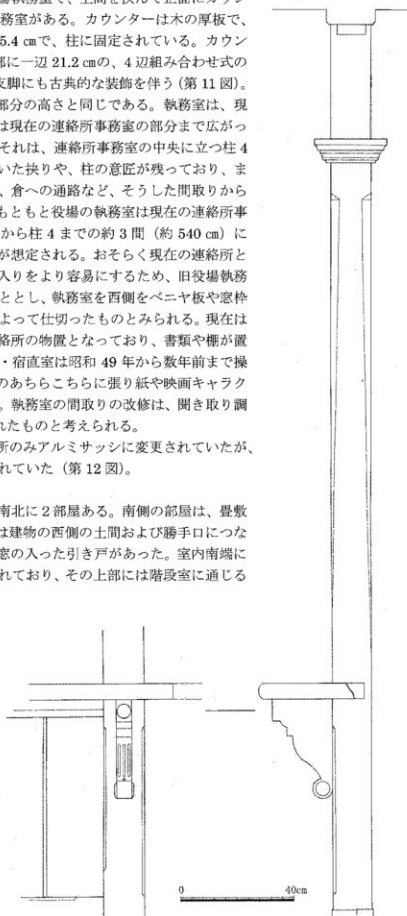 務室がある。カウンターは木の厚板で、
5.4 ㎝で、柱に固定されている。カウン
部に一辺 21.2 ㎝の、4 辺組み合わせ式の
支脚にも古典的な装飾を伴う（第 11 図）。
部分の高さと同じである。執務室は、現
は現在の連絡所事務室の部分まで広がっ
それは、連絡所事務室の中央に立つ柱 4
いた抉りや、柱の意匠が残っており、ま
、倉への通路など、そうした間取りから
もともと役場の執務室は現在の連絡所事
から柱 4 までの約 3 間（約 540 ㎝）に
が想定される。おそらく現在の連絡所と
入りをより容易にするため、旧役場執務
ととし、執務室を西側をベニヤ板や窓枠
よって仕切ったものとみられる。現在は
絡所の物置となっており、書類や棚が置
・宿直室は昭和 49 年から数年前まで操
のあちらこちらに張り紙や映画キャラク
。執務室の間取りの改修は、聞き取り調
れたものと考えられる。
所のみアルミサッシに変更されていたが、
れていた（第 12 図）。
南北に 2 部屋ある。南側の部屋は、畳敷
は建物の西側の土間および勝手口につな
窓の入った引き戸があった。室内南端に
れており、その上部には階段室に通じる
0 40cm